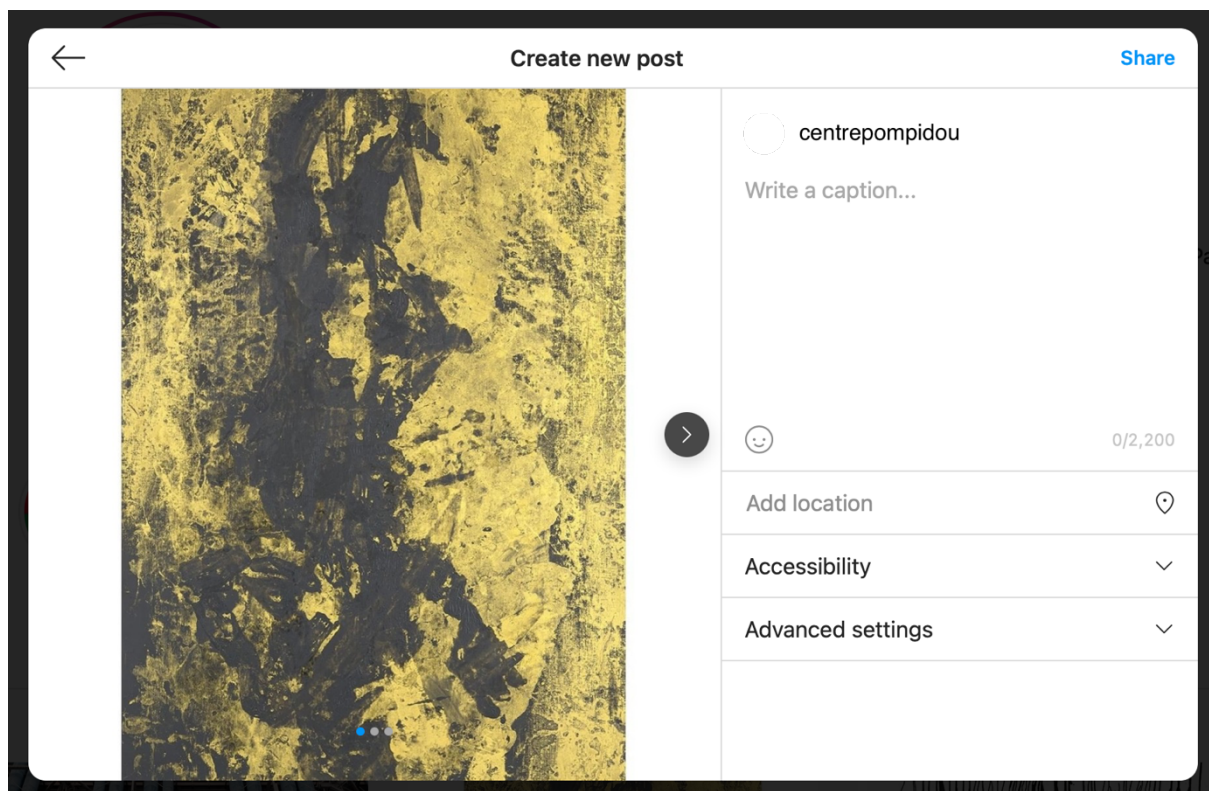 Create new post
Share
centrepompidou
Write a caption...
0/2,200
Add location
Accessibility
Advanced settings